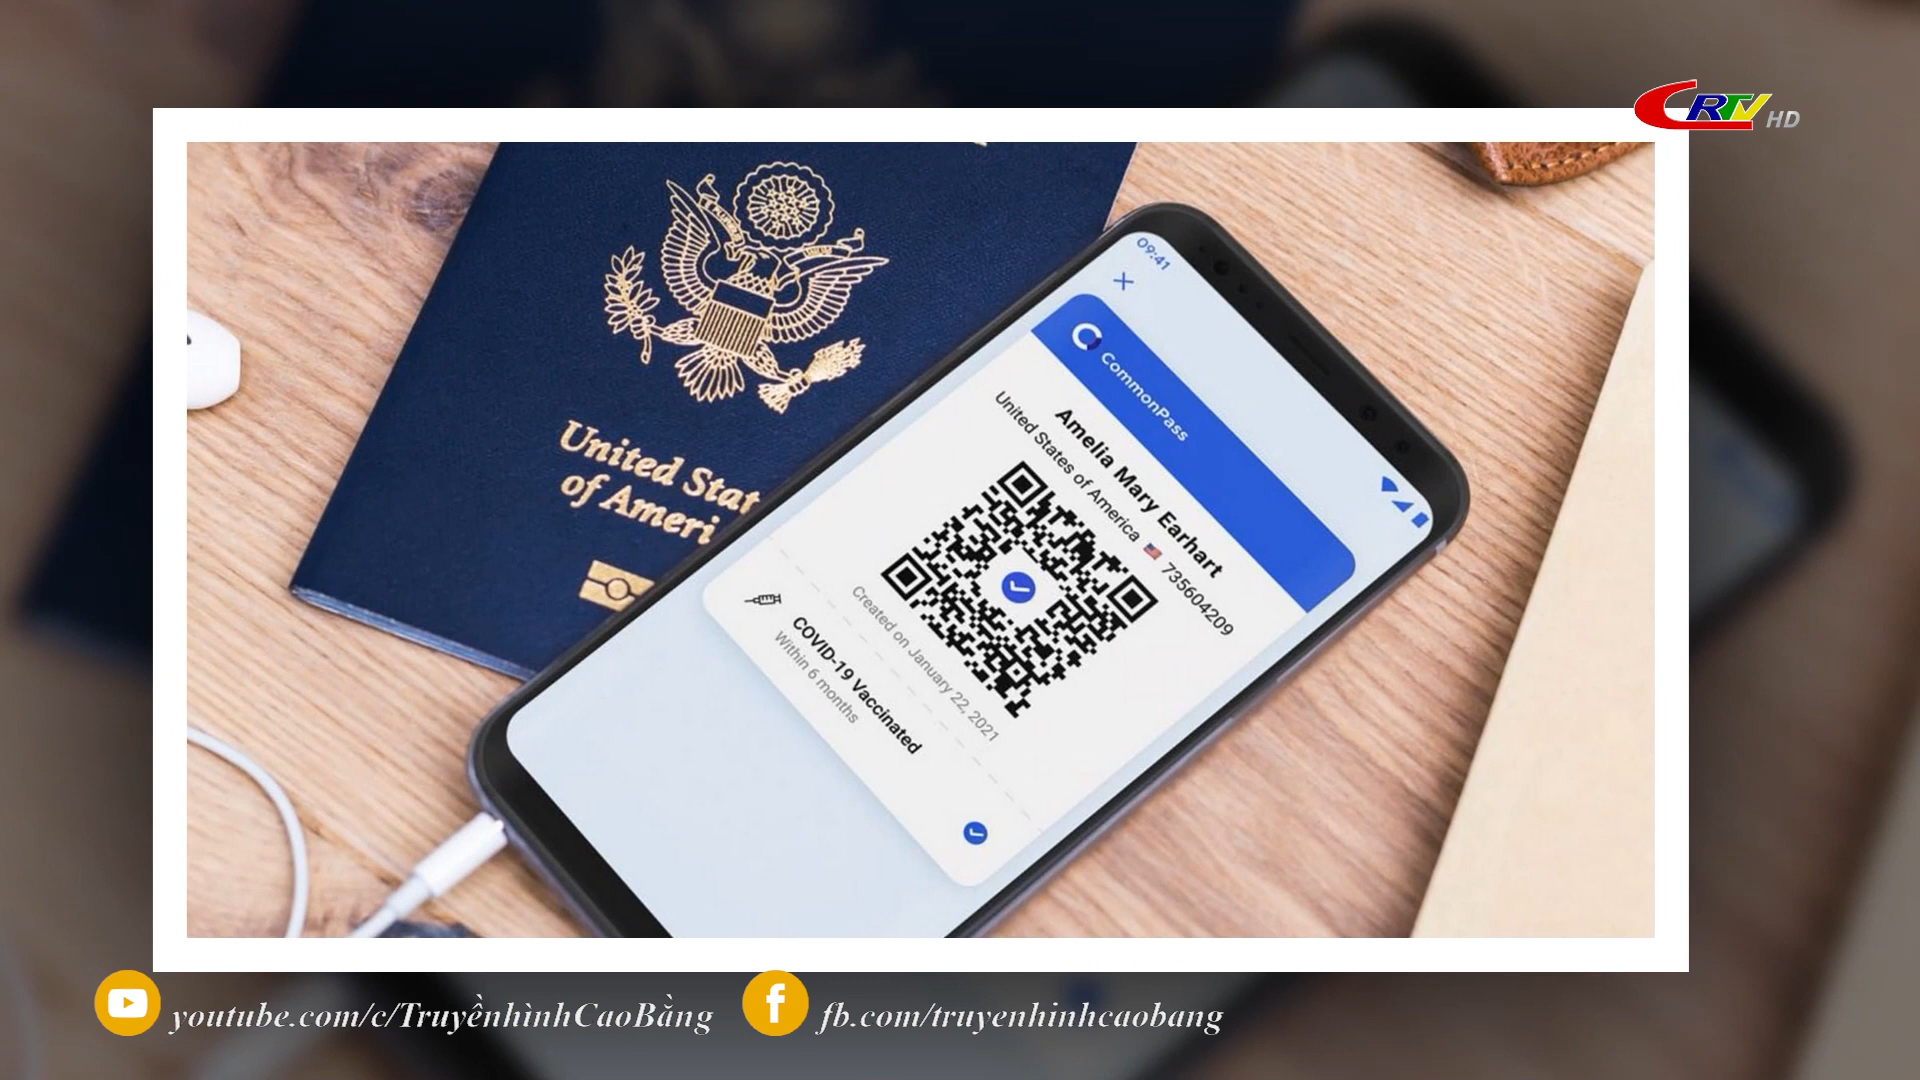 CRTV HD
United Stat
of Ameri
09:41
CommonPass
Amelia Mary Earhart
United States of America 735604209
Created on January 22, 2021
COVID-19 Vaccinated
Within 6 months
youtube.com/c/TruyềnhìnhCaoBằng
fb.com/truyenhinhcaobang